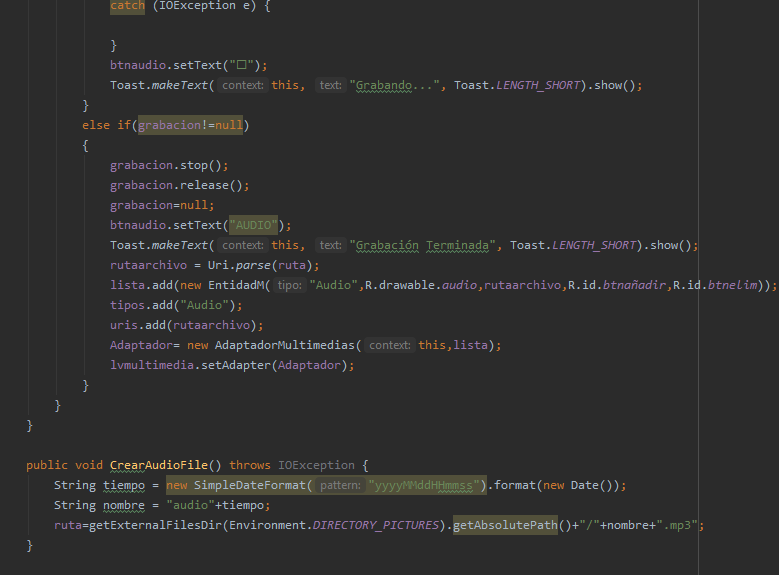 catch (IOException e) {
}
btnaudio.setText("□");
Toast.makeText( context: this, text: "Grabando...", Toast.LENGTH_SHORT).show();
}
else if(grabacion!=null)
{
grabacion.stop();
grabacion.release();
grabacion=null;
btnaudio.setText("AUDIO");
Toast.makeText( context: this, text: "Grabación Terminada", Toast.LENGTH_SHORT).show();
rutaarchivo = Uri.parse(ruta);
lista.add(new EntidadM( tipo: "Audio",R.drawable.audio,rutaarchivo,R.id.btnañadir,R.id.btnelim));
tipos.add("Audio");
uris.add(rutaarchivo);
Adaptador= new AdaptadorMultimedias( context: this,lista);
lvmultimedia.setAdapter(Adaptador);
}
}
}
public void CrearAudioFile() throws IOException {
String tiempo = new SimpleDateFormat( pattern: "yyyyMMddHHmmss").format(new Date());
String nombre = "audio"+tiempo;
ruta=getExternalFilesDir(Environment.DIRECTORY_PICTURES).getAbsolutePath()+"/"+nombre+".mp3";
}